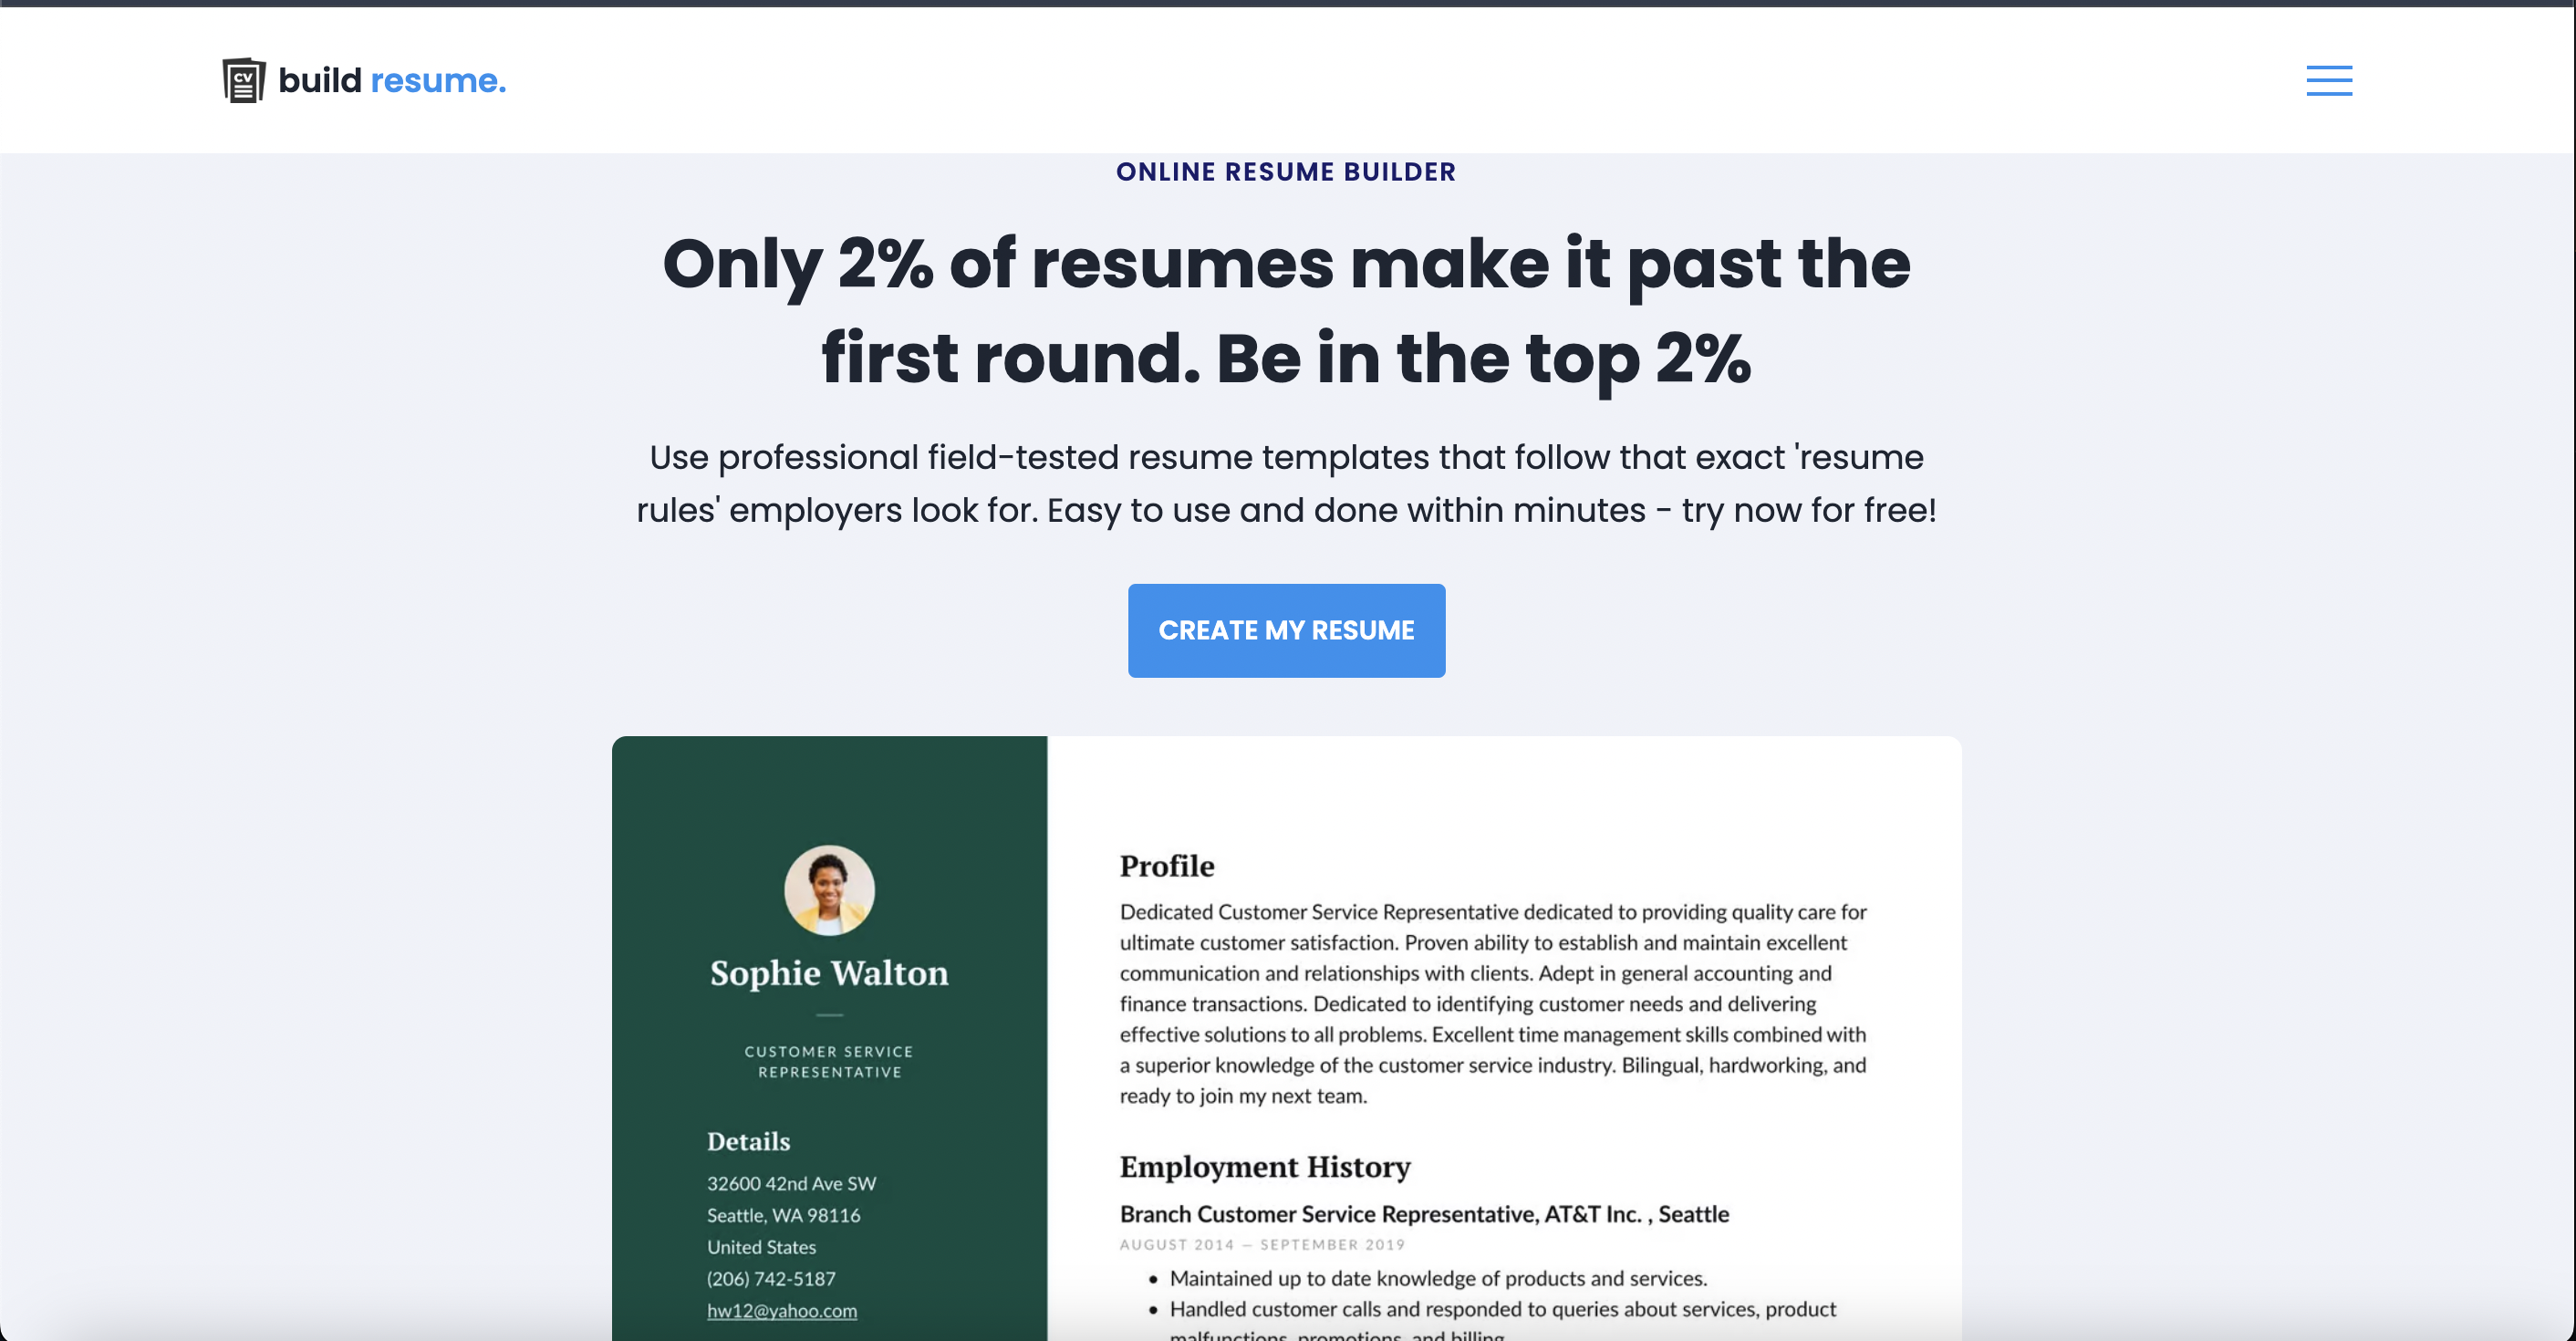 CV
build resume.
ONLINE RESUME BUILDER
Only 2% of resumes make it past the
first round. Be in the top 2%
Use professional field-tested resume templates that follow that exact 'resume
rules' employers look for. Easy to use and done within minutes - try now for free!
CREATE MY RESUME
Sophie Walton
CUSTOMER SERVICE
REPRESENTATIVE
Details
32600 42nd Ave SW
Seattle, WA 98116
United States
(206) 742-5187
hw12@yahoo.com
Profile
Dedicated Customer Service Representative dedicated to providing quality care for
ultimate customer satisfaction. Proven ability to establish and maintain excellent
communication and relationships with clients. Adept in general accounting and
finance transactions. Dedicated to identifying customer needs and delivering
effective solutions to all problems. Excellent time management skills combined with
a superior knowledge of the customer service industry. Bilingual, hardworking, and
ready to join my next team.
Employment History
Branch Customer Service Representative, AT&T Inc. , Seattle
AUGUST 2014 — SEPTEMBER 2019
• Maintained up to date knowledge of products and services.
• Handled customer calls and responded to queries about services, product
malfunctions, promotions, and billing.